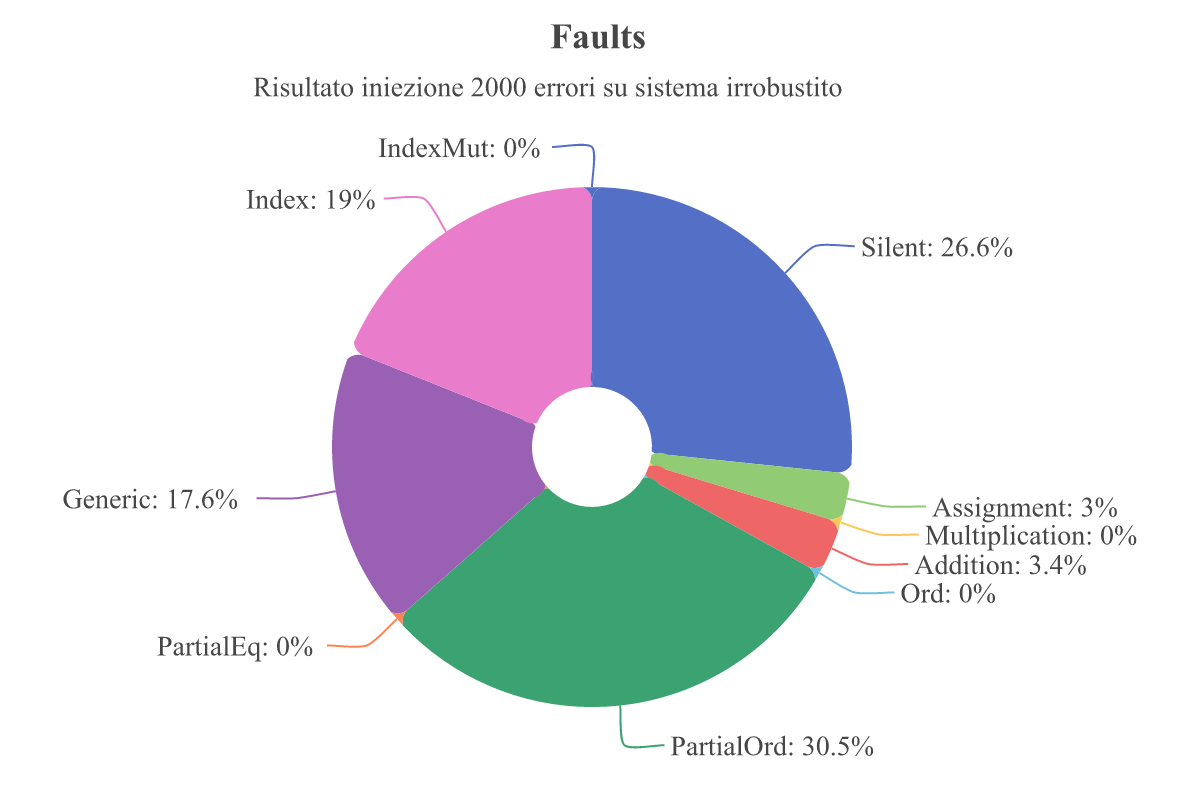 Faults
Risultato iniezione 2000 errori su sistema irrobustito
IndexMut: 0%
Index: 19%
Silent: 26.6%
Generic: 17.6%
Assignment: 3%
Multiplication: 0%
Addition: 3.4%
Ord: 0%
PartialEq: 0%
PartialOrd: 30.5%